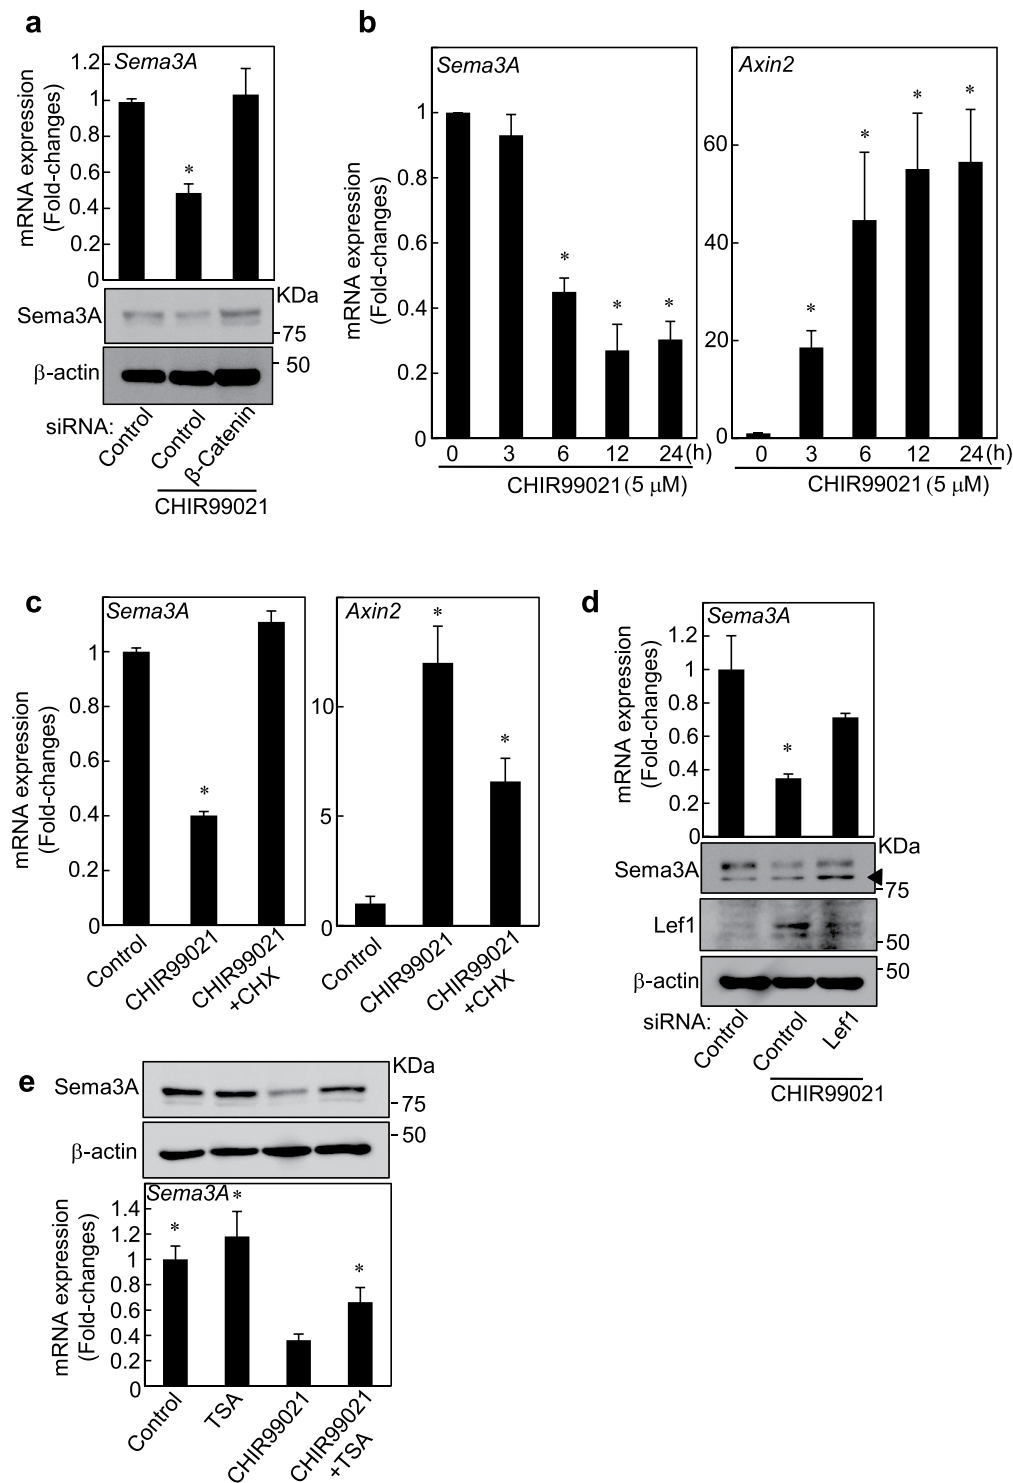 a
Sema3A
mRNA expression
(Fold-changes)
1.2
1
0.8
0.6
0.4
0.2
0
*
KDa
Sema3A
75
50
β-actin
siRNA:
Control
Control
β-Catenin
CHIR99021
b
Sema3A
mRNA expression
(Fold-changes)
1
0.8
0.6
0.4
0.2
0
* * *
0 3 6 12 24 (h)
CHIR99021 (5 μM)
Axin2
60
40
20
0
* * * *
0 3 6 12 24 (h)
CHIR99021 (5 μM)
c
Sema3A
mRNA expression
(Fold-changes)
1
0.8
0.6
0.4
0.2
0
*
Control
CHIR99021
CHIR99021
+CHX
Axin2
10
5
0
* *
Control
CHIR99021
CHIR99021
+CHX
d
Sema3A
mRNA expression
(Fold-changes)
1.2
1
0.8
0.6
0.4
0.2
0
*
KDa
Sema3A
75
Lef1
50
50
β-actin
siRNA:
Control
Control
Lef1
CHIR99021
e
KDa
Sema3A
75
50
β-actin
Sema3A
mRNA expression
(Fold-changes)
1.4
1.2
1
0.8
0.6
0.4
0.2
0
* * *
Control
TSA
CHIR99021
CHIR99021
+TSA